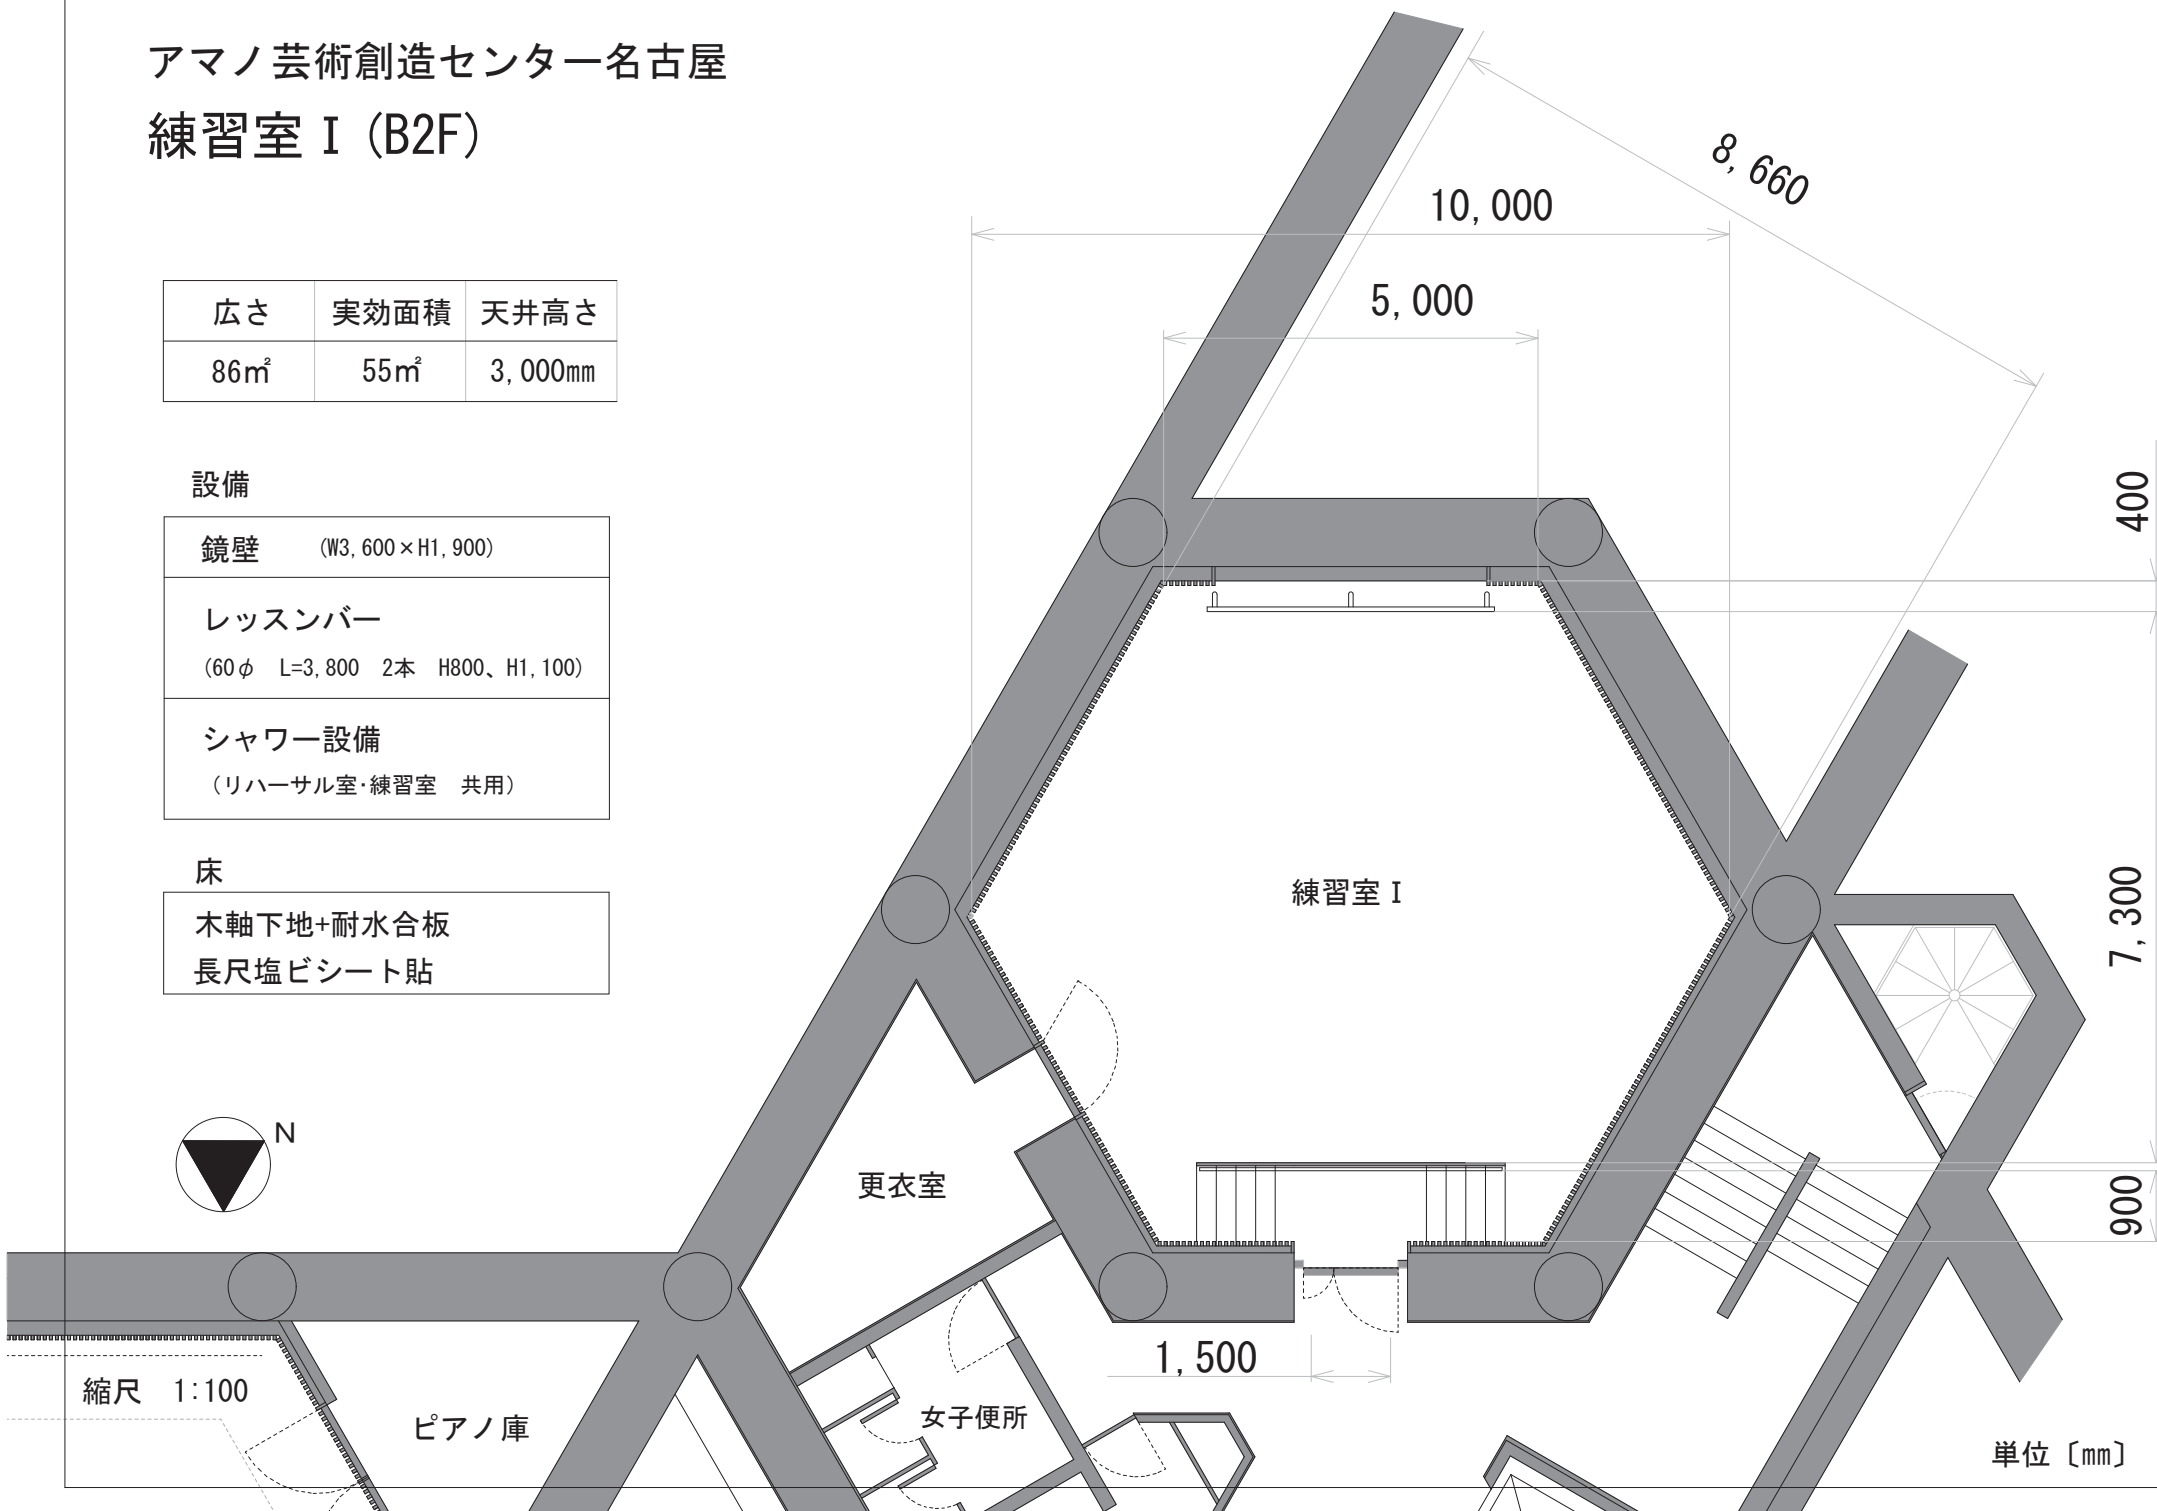 アマノ芸術創造センター名古屋
練習室Ⅰ(B2F)
広さ 実効面積 天井高さ
86㎡ 55㎡ 3,000㎜
設備
鏡壁 (W3,600×H1,900)
レッスンバー
(60φ L=3,800 2本 H800、H1,100)
シャワー設備
（リハーサル室・練習室 共用）
床
木軸下地+耐水合板
長尺塩ビシート貼
N
縮尺 1:100
ピアノ庫
更衣室
女子便所
練習室Ⅰ
8,660
10,000
5,000
400
7,300
900
1,500
単位〔㎜〕